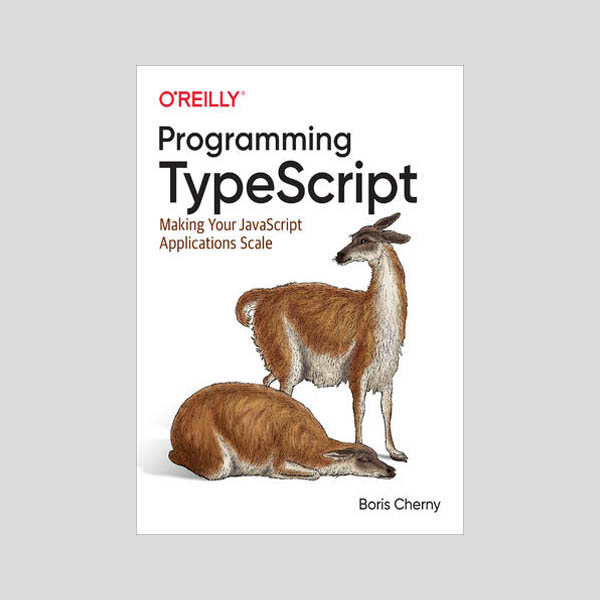 O'REILLY®
Programming
TypeScript
Making Your JavaScript
Applications Scale
Boris Cherny